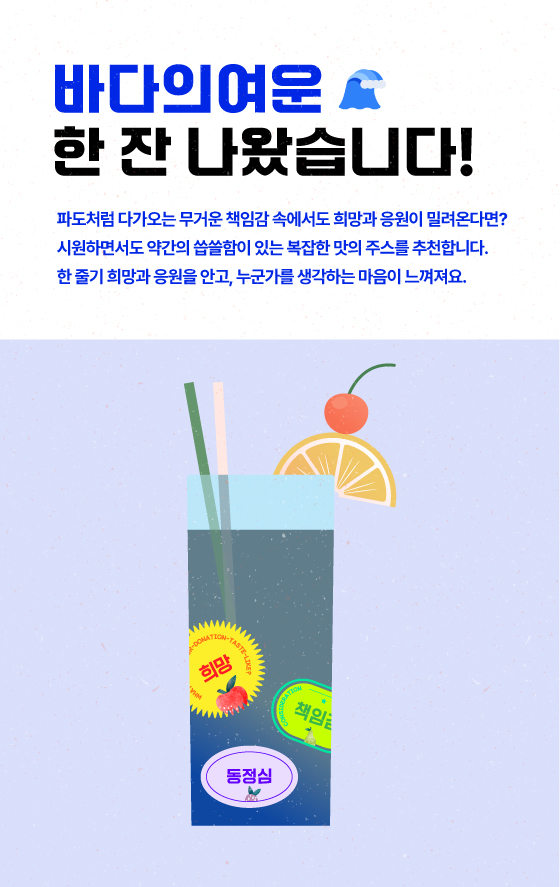 바다의여운
한 잔 나왔습니다!
파도처럼 다가오는 무거운 책임감 속에서도 희망과 응원이 밀려온다면?
시원하면서도 약간의 씁쓸함이 있는 복잡한 맛의 주스를 추천합니다.
한 줄기 희망과 응원을 안고, 누군가를 생각하는 마음이 느껴져요.
DONATION-TASTE-LIKE?
희망
책임감
동정심